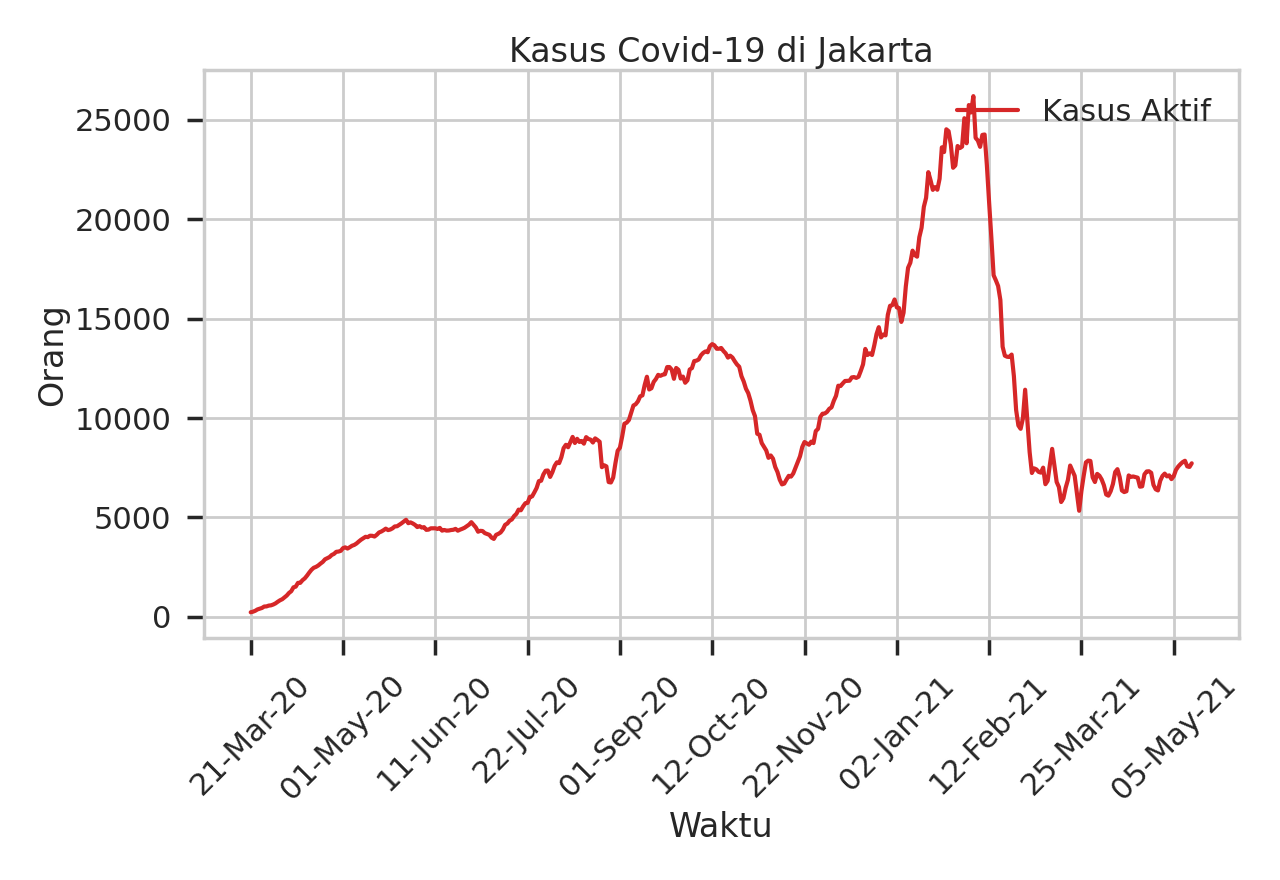 Kasus Covid-19 di Jakarta
Kasus Aktif
Orang
25000
20000
15000
10000
5000
0
21-Mar-20
01-May-20
11-Jun-20
22-Jul-20
01-Sep-20
12-Oct-20
22-Nov-20
02-Jan-21
12-Feb-21
25-Mar-21
05-May-21
Waktu